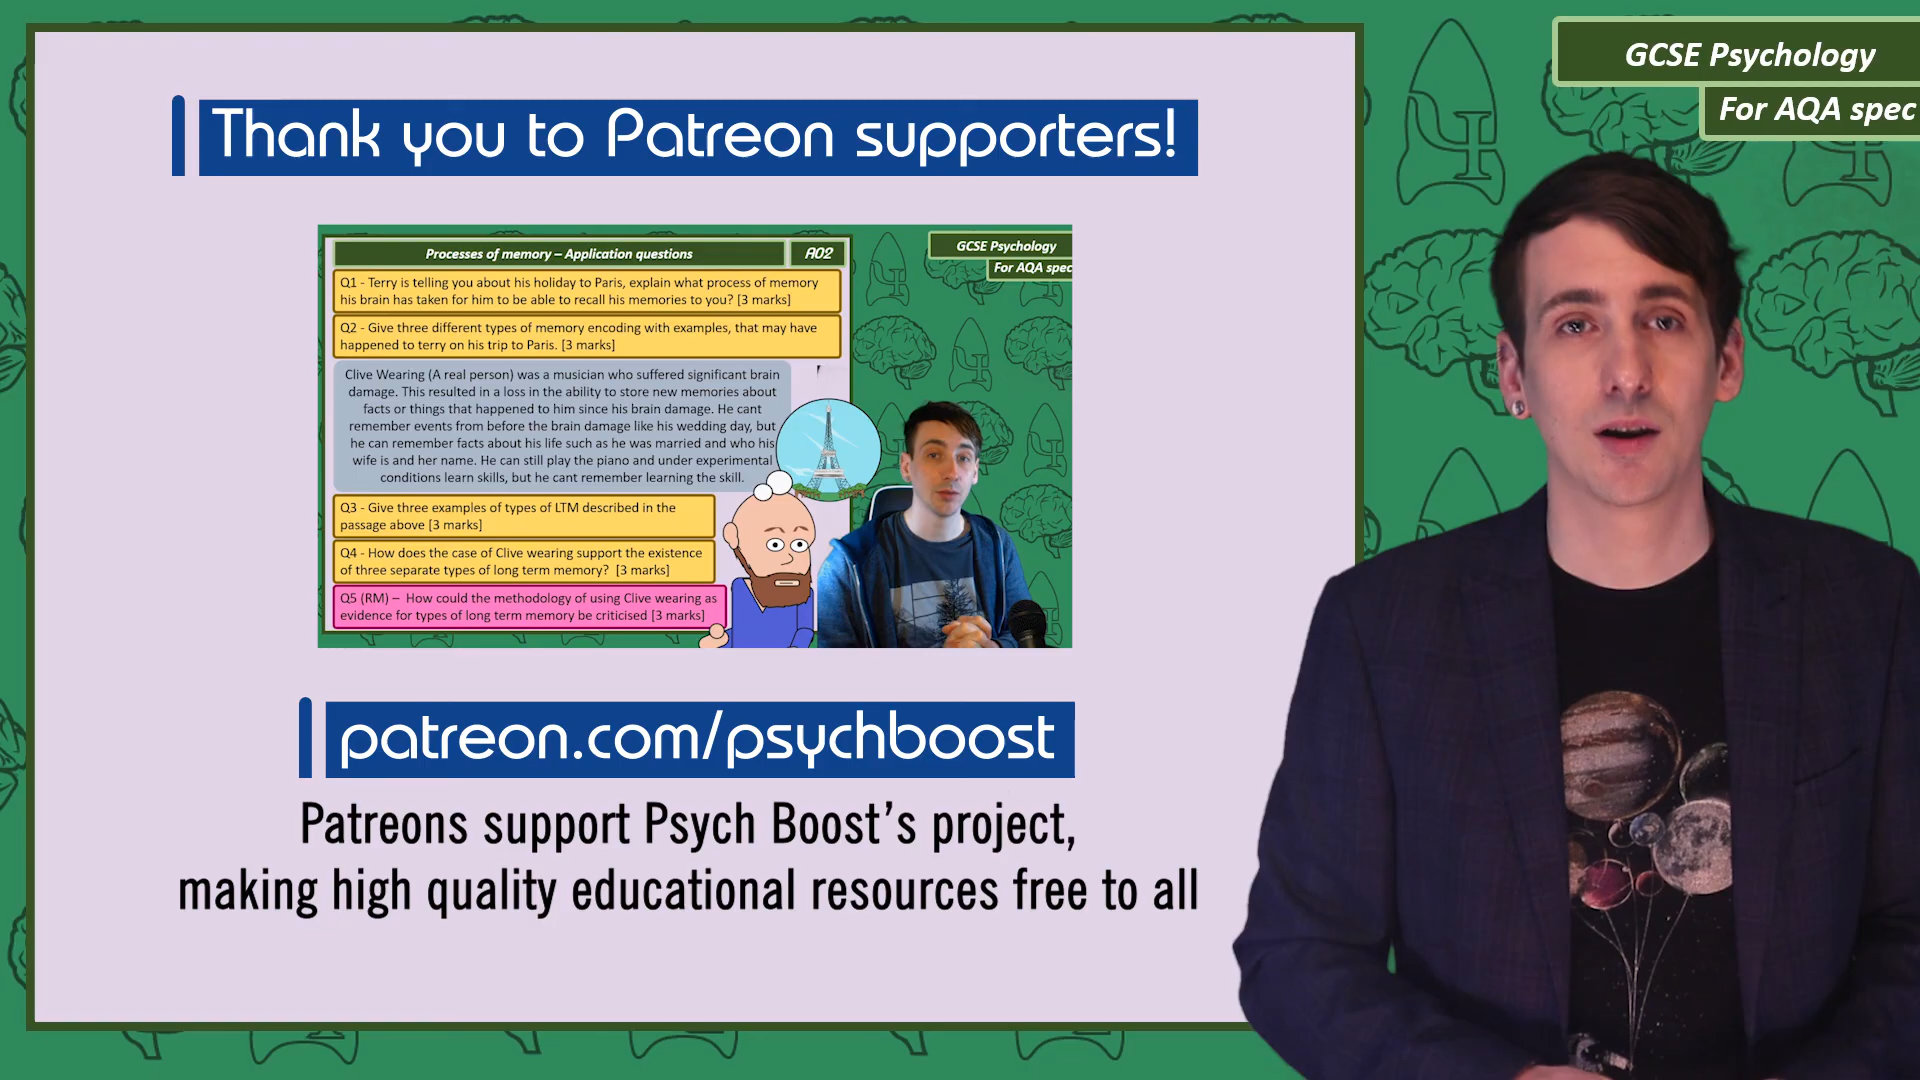 GCSE Psychology
For AQA spec
Thank you to Patreon supporters!
Processes of memory – Application questions
AO2
GCSE Psychology
For AQA spec
Q1 - Terry is telling you about his holiday to Paris, explain what process of memory
his brain has taken for him to be able to recall his memories to you? [3 marks]
Q2 - Give three different types of memory encoding with examples, that may have
happened to terry on his trip to Paris. [3 marks]
Clive Wearing (A real person) was a musician who suffered significant brain
damage. This resulted in a loss in the ability to store new memories about
facts or things that happened to him since his brain damage. He cant
remember events from before the brain damage like his wedding day, but
he can remember facts about his life such as he was married and who his
wife is and her name. He can still play the piano and under experimental
conditions learn skills, but he cant remember learning the skill.
Q3 - Give three examples of types of LTM described in the
passage above [3 marks]
Q4 - How does the case of Clive wearing support the existence
of three separate types of long term memory? [3 marks]
Q5 (RM) – How could the methodology of using Clive wearing as
evidence for types of long term memory be criticised [3 marks]
patreon.com/psychboost
Patreons support Psych Boost's project,
making high quality educational resources free to all